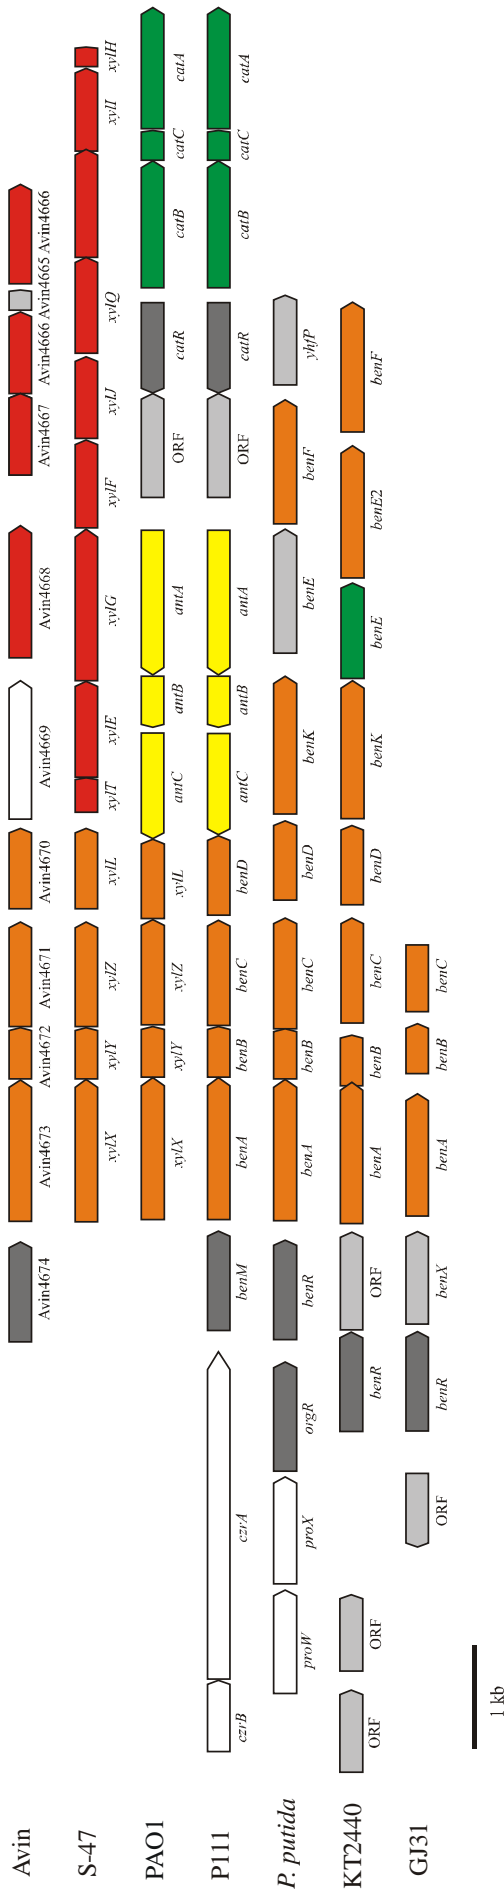 Avin
Avin4674 Avin4673 Avin4672 Avin4671 Avin4670 Avin4669 Avin4668 Avin4667 Avin4666 Avin4665 Avin4666
S-47
xylX xylY xylZ xylL xylT xylE xylG xylF xylJ xylQ xylI xylH
PAO1
xylX xylY xylZ xylL antC antB antA ORF catR catB catC catA
P111
czrB czrA benM benA benB benC benD antC antB antA ORF catR catB catC catA
P. putida
proW proX orgR benR benA benB benC benD benK benE benF yhfP
KT2440
ORF ORF benR ORF benA benB benC benD benK benE benE2 benF
GJ31
ORF benR benX benA benB benC
1 kb